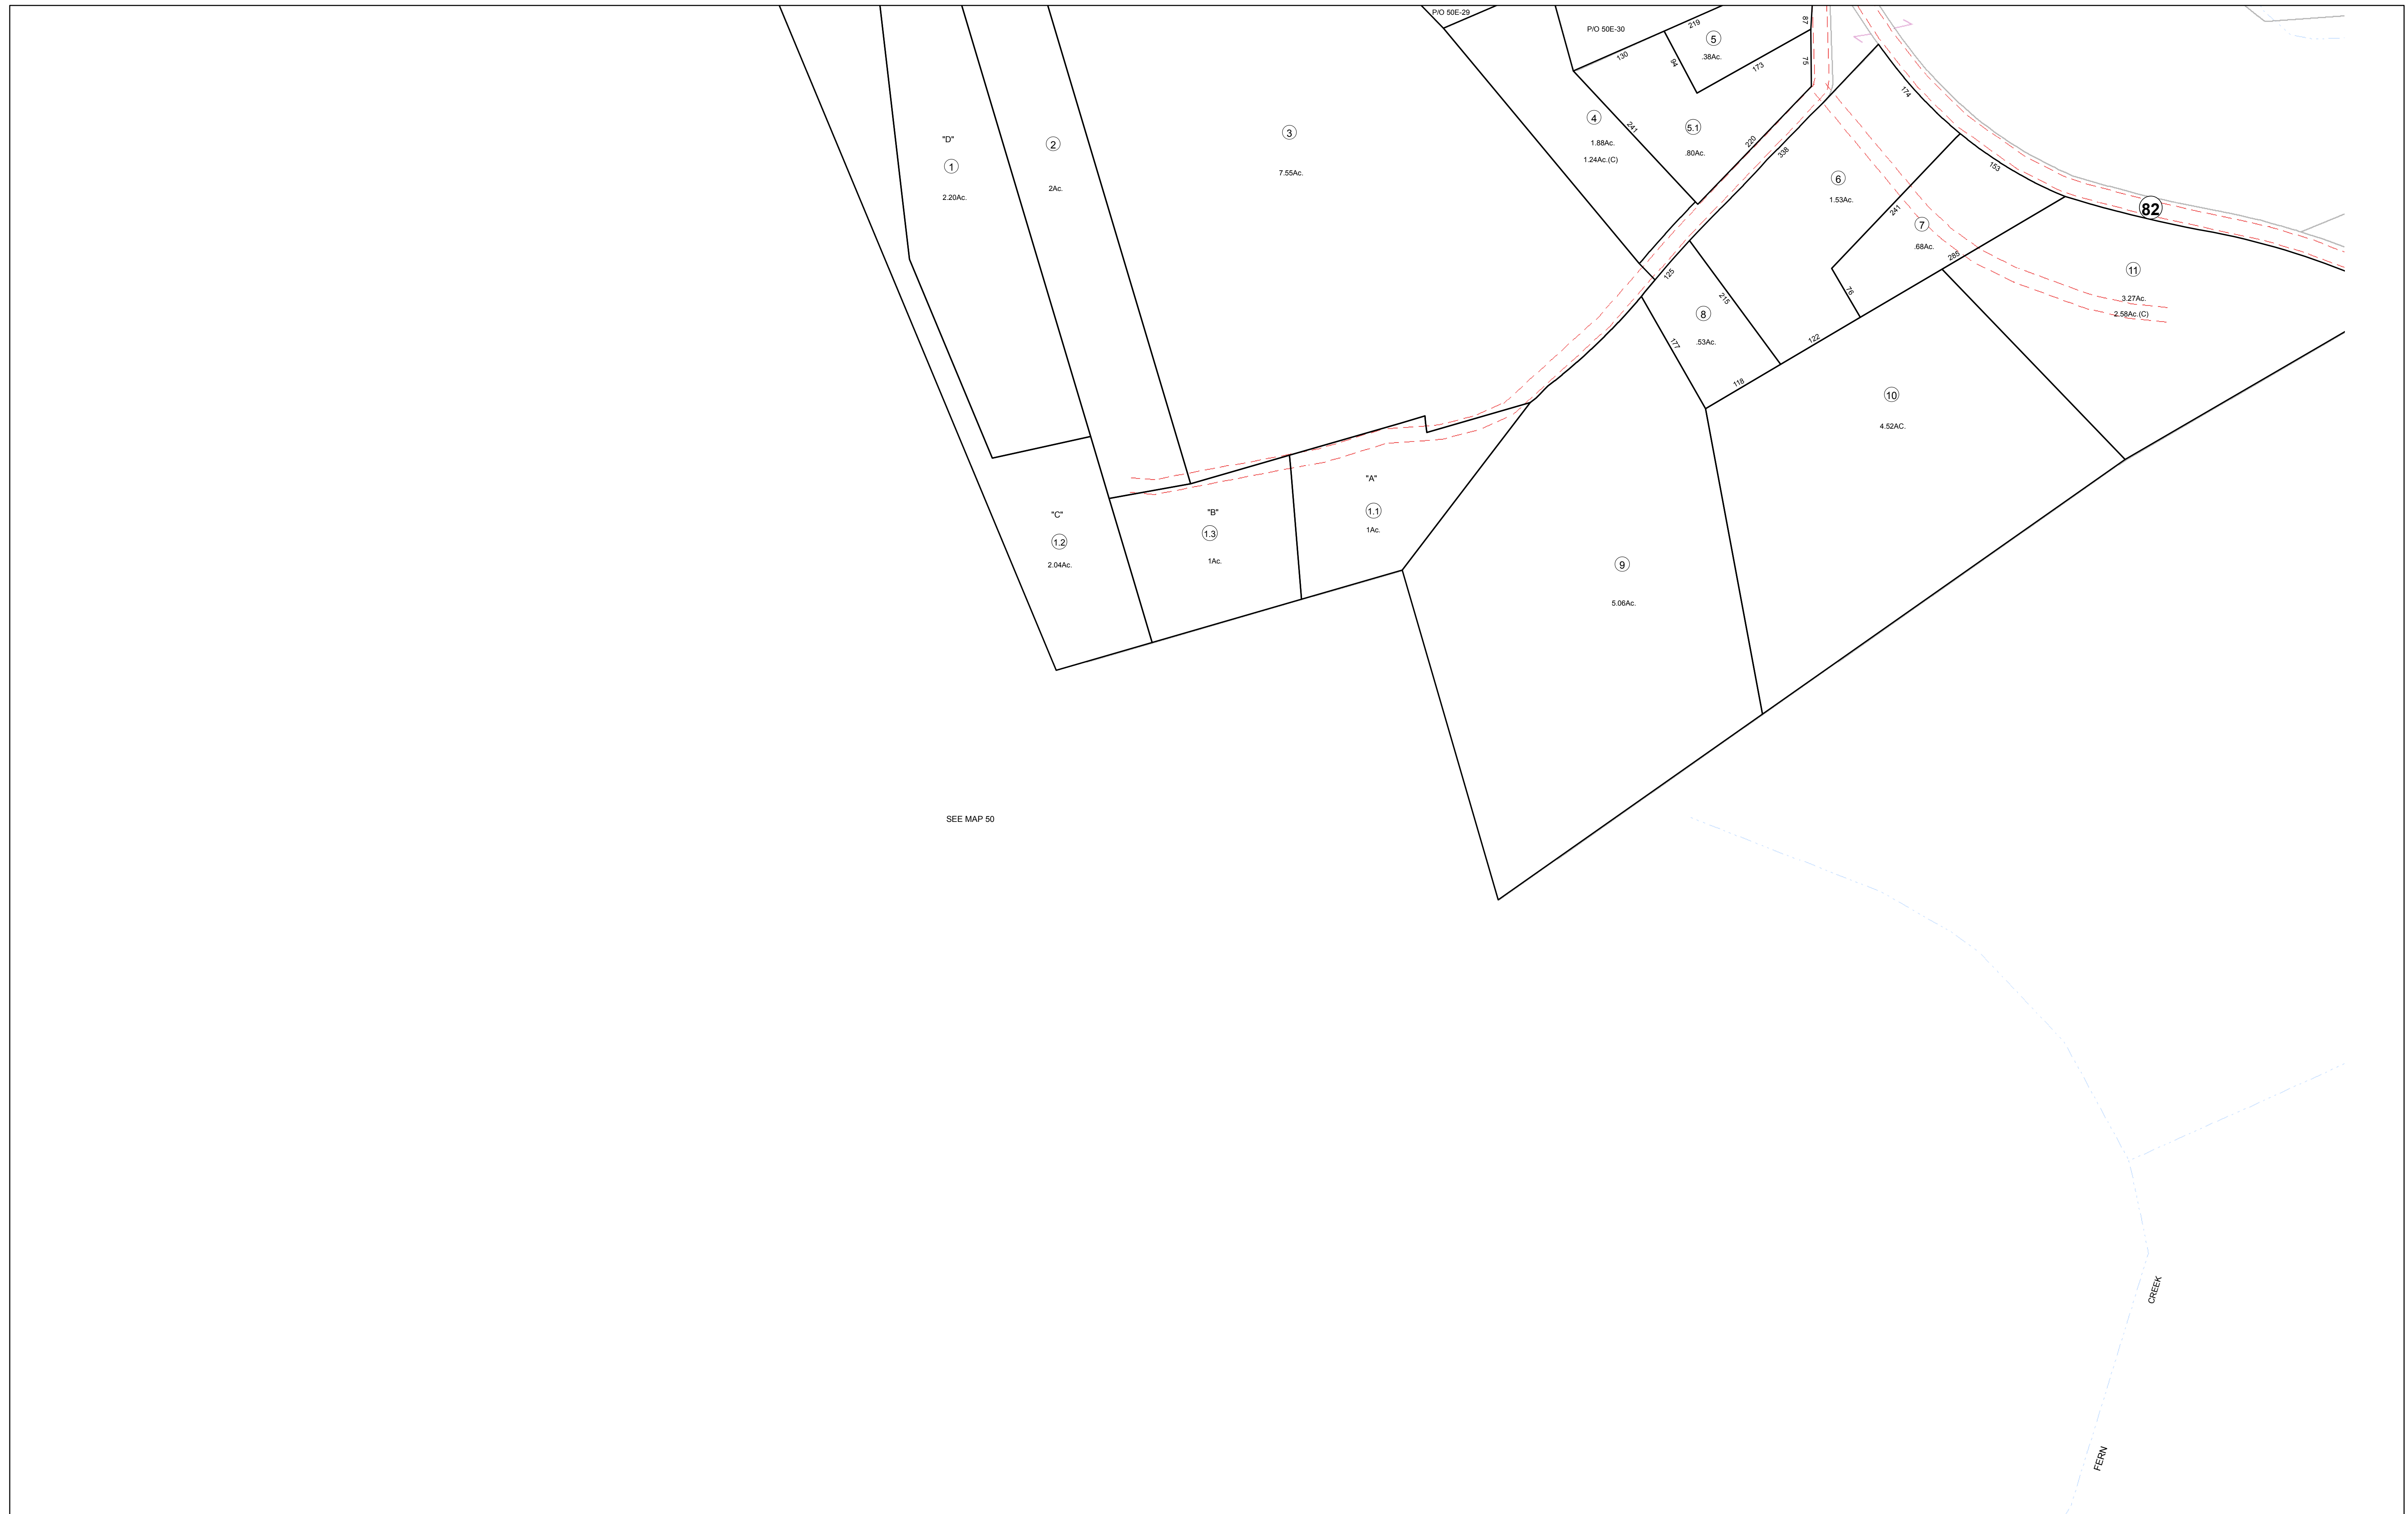 P/O 50E-29
P/O 50E-30
219
87
5
.38Ac.
130
94
173
75
174
"D"
1
2.20Ac.
2
2Ac.
3
7.55Ac.
4
1.88Ac.
1.24Ac.(C)
241
5.1
.80Ac.
220
338
6
1.53Ac.
153
82
241
7
.68Ac.
288
11
3.27Ac.
2.58Ac.(C)
125
215
76
8
.53Ac.
177
122
118
10
4.52AC.
"A"
1.1
1Ac.
"B"
1.3
1Ac.
"C"
1.2
2.04Ac.
9
5.06Ac.
SEE MAP 50
CREEK
FERN